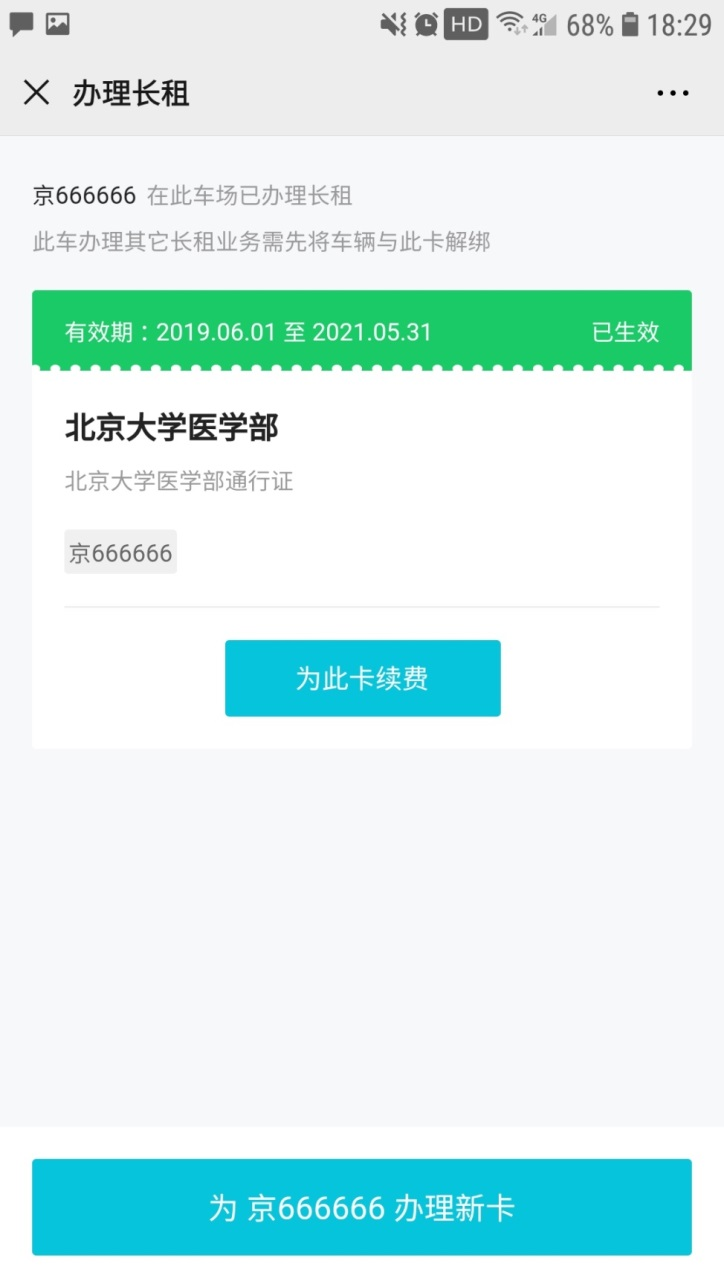 HD 4G 68% 18:29
办理长租
京666666 在此车场已办理长租
此车办理其它长租业务需先将车辆与此卡解绑
有效期：2019.06.01 至 2021.05.31 已生效
北京大学医学部
北京大学医学部通行证
京666666
为此卡续费
为 京666666 办理新卡